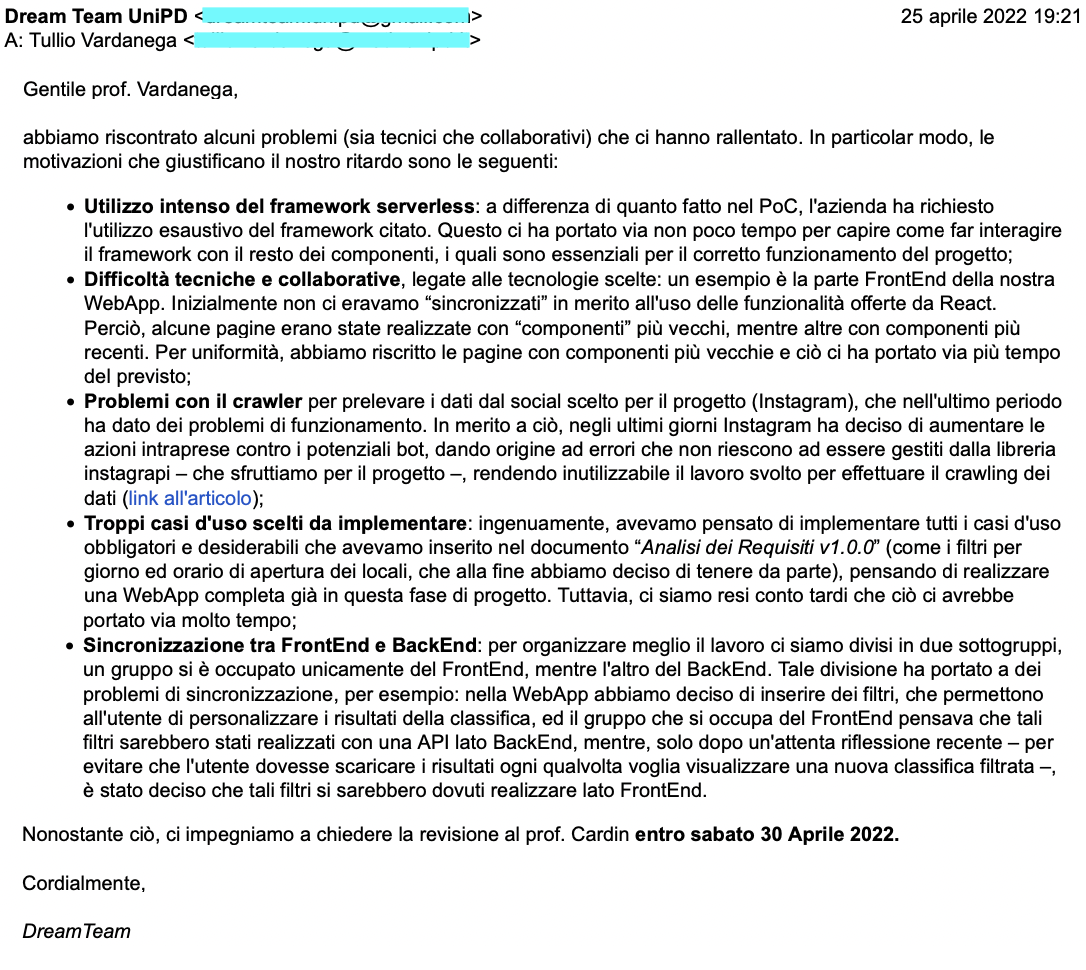 Dream Team UniPD < > 25 aprile 2022 19:21
A: Tullio Vardanega < >
Gentile prof. Vardanega,
abbiamo riscontrato alcuni problemi (sia tecnici che collaborativi) che ci hanno rallentato. In particolar modo, le
motivazioni che giustificano il nostro ritardo sono le seguenti:
• Utilizzo intenso del framework serverless: a differenza di quanto fatto nel PoC, l'azienda ha richiesto
l'utilizzo esaustivo del framework citato. Questo ci ha portato via non poco tempo per capire come far interagire
il framework con il resto dei componenti, i quali sono essenziali per il corretto funzionamento del progetto;
• Difficoltà tecniche e collaborative, legate alle tecnologie scelte: un esempio è la parte FrontEnd della nostra
WebApp. Inizialmente non ci eravamo “sincronizzati” in merito all'uso delle funzionalità offerte da React.
Perciò, alcune pagine erano state realizzate con “componenti” più vecchi, mentre altre con componenti più
recenti. Per uniformità, abbiamo riscritto le pagine con componenti più vecchie e ciò ci ha portato via più tempo
del previsto;
• Problemi con il crawler per prelevare i dati dal social scelto per il progetto (Instagram), che nell'ultimo periodo
ha dato dei problemi di funzionamento. In merito a ciò, negli ultimi giorni Instagram ha deciso di aumentare le
azioni intraprese contro i potenziali bot, dando origine ad errori che non riescono ad essere gestiti dalla libreria
instagrapi – che sfruttiamo per il progetto –, rendendo inutilizzabile il lavoro svolto per effettuare il crawling dei
dati (link all'articolo);
• Troppi casi d'uso scelti da implementare: ingenuamente, avevamo pensato di implementare tutti i casi d'uso
obbligatori e desiderabili che avevamo inserito nel documento “Analisi dei Requisiti v1.0.0” (come i filtri per
giorno ed orario di apertura dei locali, che alla fine abbiamo deciso di tenere da parte), pensando di realizzare
una WebApp completa già in questa fase di progetto. Tuttavia, ci siamo resi conto tardi che ciò ci avrebbe
portato via molto tempo;
• Sincronizzazione tra FrontEnd e BackEnd: per organizzare meglio il lavoro ci siamo divisi in due sottogruppi,
un gruppo si è occupato unicamente del FrontEnd, mentre l'altro del BackEnd. Tale divisione ha portato a dei
problemi di sincronizzazione, per esempio: nella WebApp abbiamo deciso di inserire dei filtri, che permettono
all'utente di personalizzare i risultati della classifica, ed il gruppo che si occupa del FrontEnd pensava che tali
filtri sarebbero stati realizzati con una API lato BackEnd, mentre, solo dopo un'attenta riflessione recente – per
evitare che l'utente dovesse scaricare i risultati ogni qualvolta voglia visualizzare una nuova classifica filtrata –,
è stato deciso che tali filtri si sarebbero dovuti realizzare lato FrontEnd.
Nonostante ciò, ci impegniamo a chiedere la revisione al prof. Cardin entro sabato 30 Aprile 2022.
Cordialmente,
DreamTeam